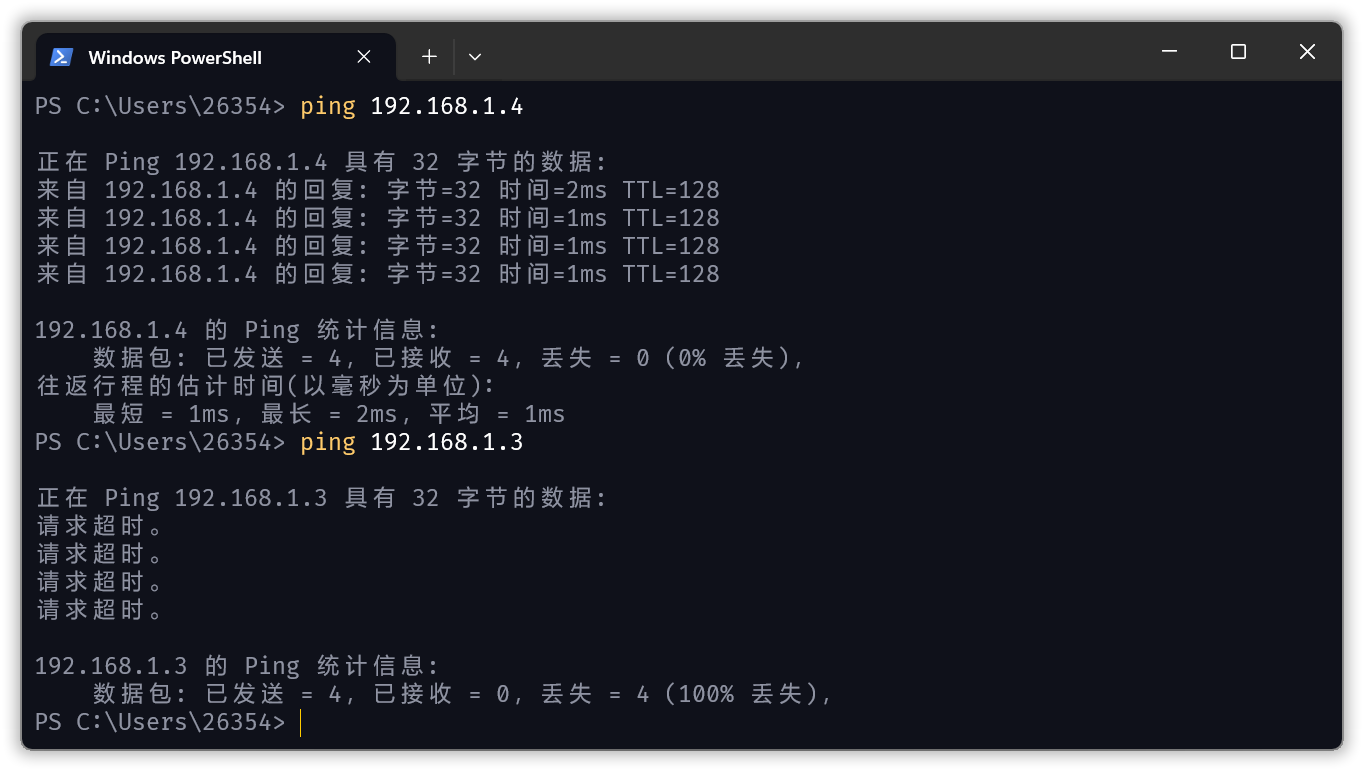 Windows PowerShell
PS C:\Users\26354> ping 192.168.1.4
正在 Ping 192.168.1.4 具有 32 字节的数据:
来自 192.168.1.4 的回复: 字节=32 时间=2ms TTL=128
来自 192.168.1.4 的回复: 字节=32 时间=1ms TTL=128
来自 192.168.1.4 的回复: 字节=32 时间=1ms TTL=128
来自 192.168.1.4 的回复: 字节=32 时间=1ms TTL=128
192.168.1.4 的 Ping 统计信息:
    数据包: 已发送 = 4, 已接收 = 4, 丢失 = 0 (0% 丢失),
往返行程的估计时间(以毫秒为单位):
    最短 = 1ms, 最长 = 2ms, 平均 = 1ms
PS C:\Users\26354> ping 192.168.1.3
正在 Ping 192.168.1.3 具有 32 字节的数据:
请求超时。
请求超时。
请求超时。
请求超时。
192.168.1.3 的 Ping 统计信息:
    数据包: 已发送 = 4, 已接收 = 0, 丢失 = 4 (100% 丢失),
PS C:\Users\26354>